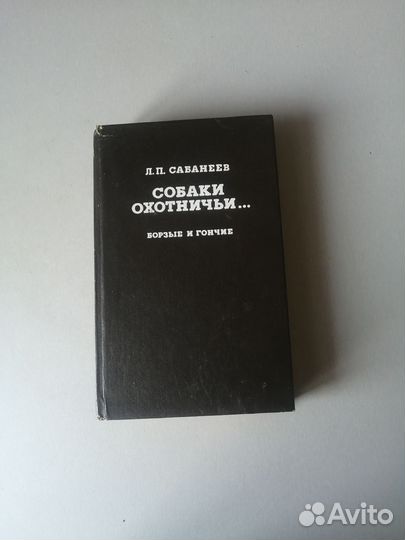 Л.П. САБАНЕЕВ
СОБАКИ
ОХОТНИЧЬИ...
БОРЗЫЕ И ГОНЧИЕ
Avito